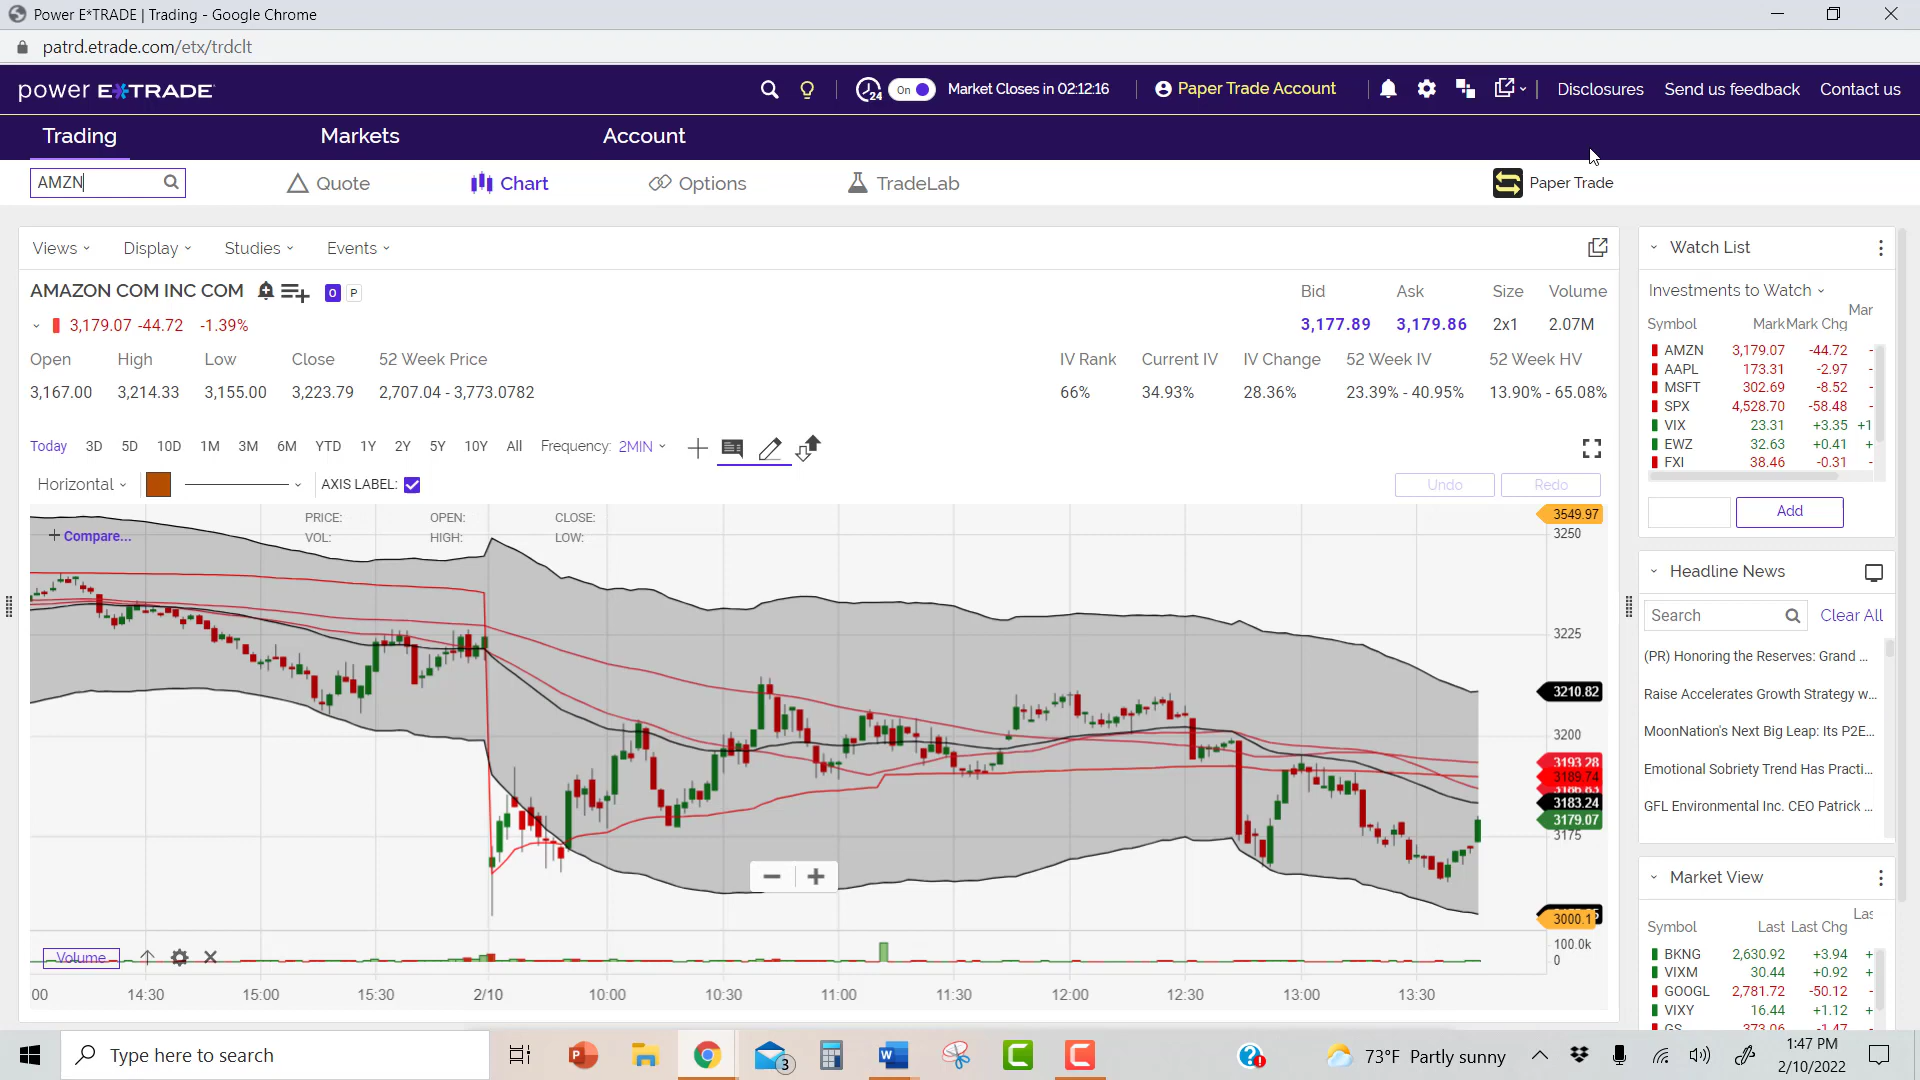 Power E*TRADE | Trading - Google Chrome
patrd.etrade.com/etx/trdclt
power E*TRADE
24 On Market Closes in 02:12:16 Paper Trade Account Disclosures Send us feedback Contact us
Trading Markets Account
AMZN Quote Chart Options TradeLab Paper Trade
Views Display Studies Events
AMAZON COM INC COM O P
3,179.07 -44.72 -1.39%
Bid Ask Size Volume
3,177.89 3,179.86 2x1 2.07M
Open High Low Close 52 Week Price
3,167.00 3,214.33 3,155.00 3,223.79 2,707.04 - 3,773.0782
IV Rank Current IV IV Change 52 Week IV 52 Week HV
66% 34.93% 28.36% 23.39% - 40.95% 13.90% - 65.08%
Today 3D 5D 10D 1M 3M 6M YTD 1Y 2Y 5Y 10Y All Frequency: 2MIN
Horizontal AXIS LABEL: Undo Redo
PRICE: OPEN: CLOSE:
VOL: HIGH: LOW:
+ Compare...
3549.97
3250
3225
3210.82
3200
3193.28
3189.74
3183.24
3179.07
3175
3000.1
100.0k
0
Volume
00 14:30 15:00 15:30 2/10 10:00 10:30 11:00 11:30 12:00 12:30 13:00 13:30
Watch List
Investments to Watch
Mar
Symbol Mark Mark Chg
AMZN 3,179.07 -44.72 -
AAPL 173.31 -2.97 -
MSFT 302.69 -8.52 -
SPX 4,528.70 -58.48 -
VIX 23.31 +3.35 +1
EWZ 32.63 +0.41 +
FXI 38.46 -0.31 -
Add
Headline News
Search Clear All
(PR) Honoring the Reserves: Grand ...
Raise Accelerates Growth Strategy w...
MoonNation's Next Big Leap: Its P2E...
Emotional Sobriety Trend Has Practi...
GFL Environmental Inc. CEO Patrick ...
Market View
Las
Symbol Last Last Chg
BKNG 2,630.92 +3.94 +
VIXM 30.44 +0.92 +
GOOGL 2,781.72 -50.12 -
VIXY 16.44 +1.12 +
GS 373.06 -1.47 -
Type here to search
3
73°F Partly sunny
1:47 PM
2/10/2022